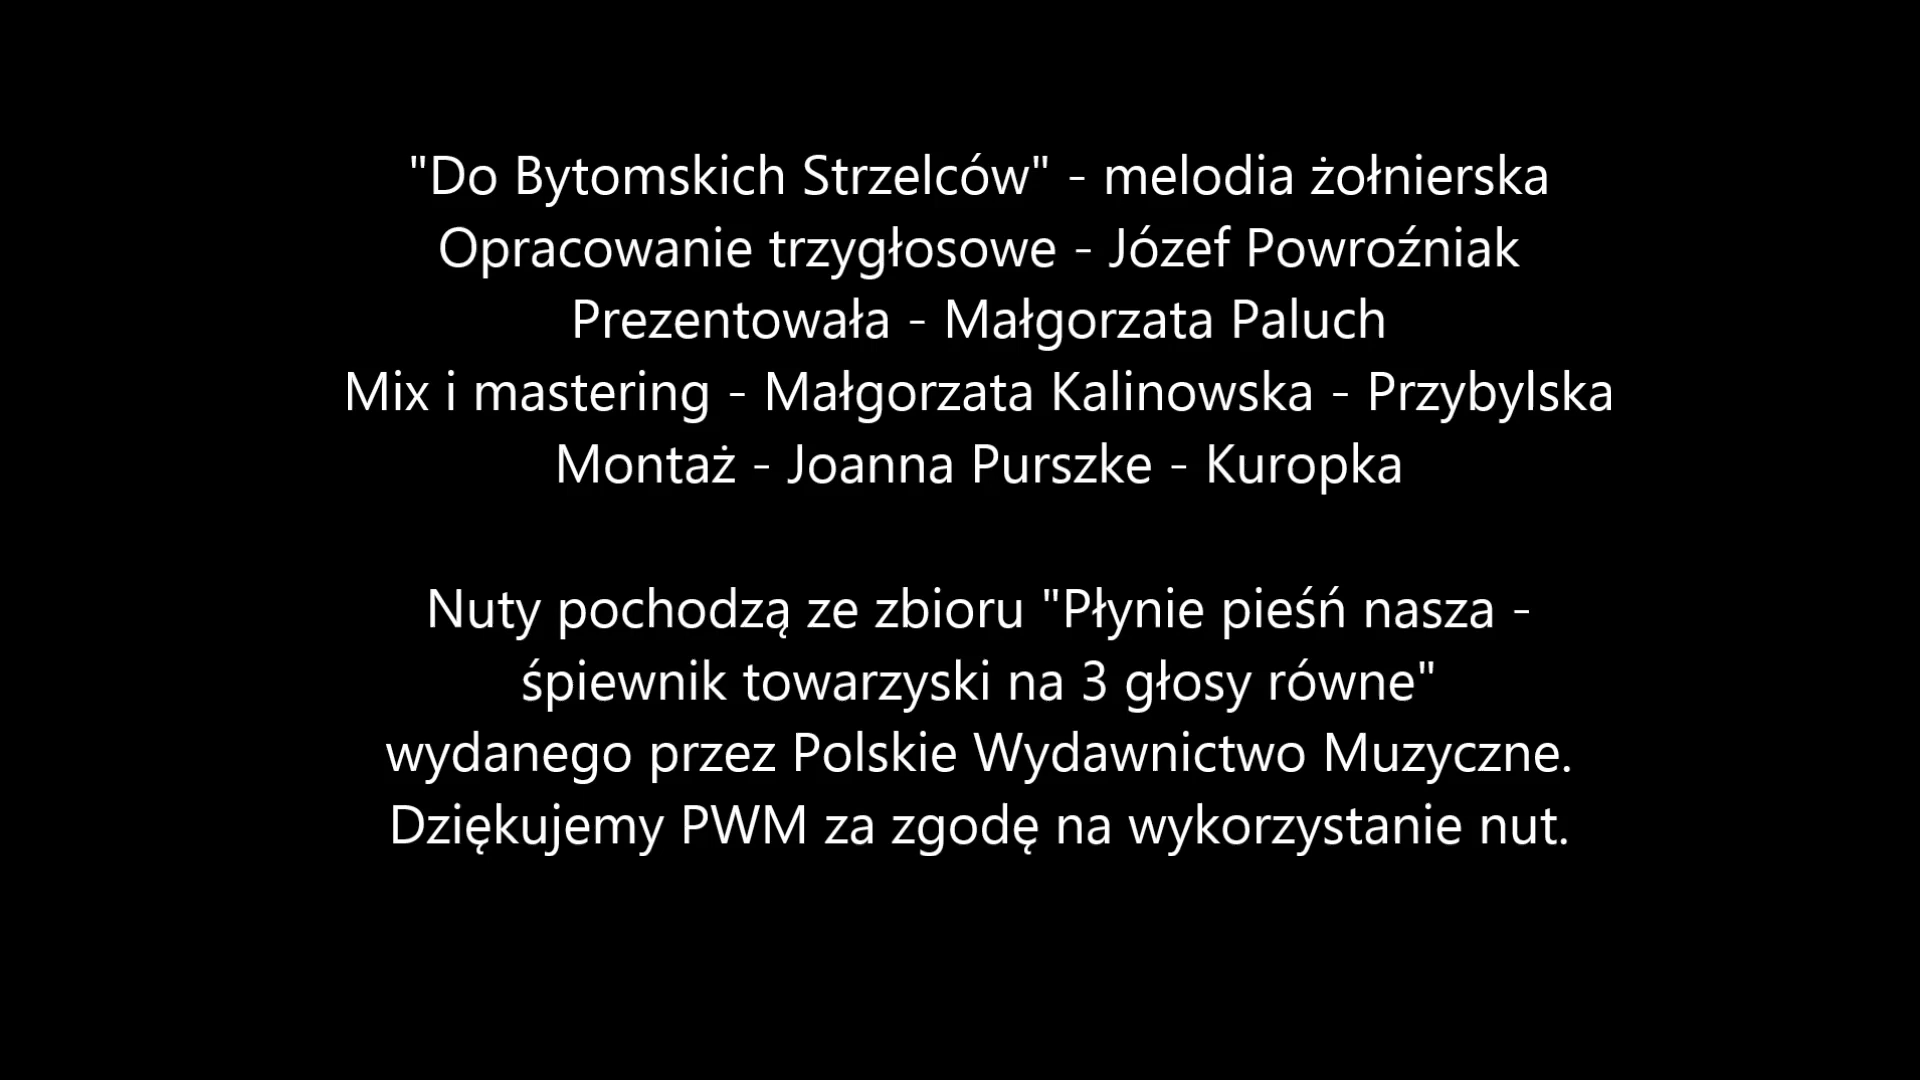 "Do Bytomskich Strzelców" - melodia żołnierska
Opracowanie trzygłosowe - Józef Powroźniak
Prezentowała - Małgorzata Paluch
Mix i mastering - Małgorzata Kalinowska - Przybylska
Montaż - Joanna Purszke - Kuropka
Nuty pochodzą ze zbioru "Płynie pieśń nasza -
śpiewnik towarzyski na 3 głosy równe"
wydanego przez Polskie Wydawnictwo Muzyczne.
Dziękujemy PWM za zgodę na wykorzystanie nut.